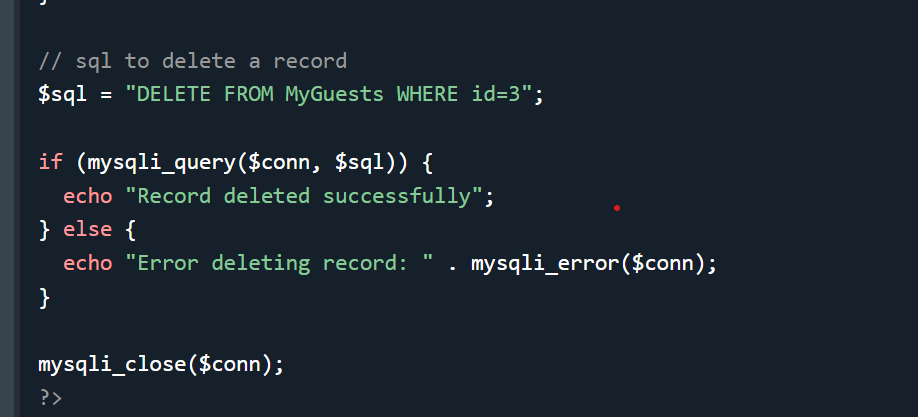 // sql to delete a record
$sql = "DELETE FROM MyGuests WHERE id=3";
if (mysqli_query($conn, $sql)) {
  echo "Record deleted successfully";
} else {
  echo "Error deleting record: " . mysqli_error($conn);
}
mysqli_close($conn);
?>